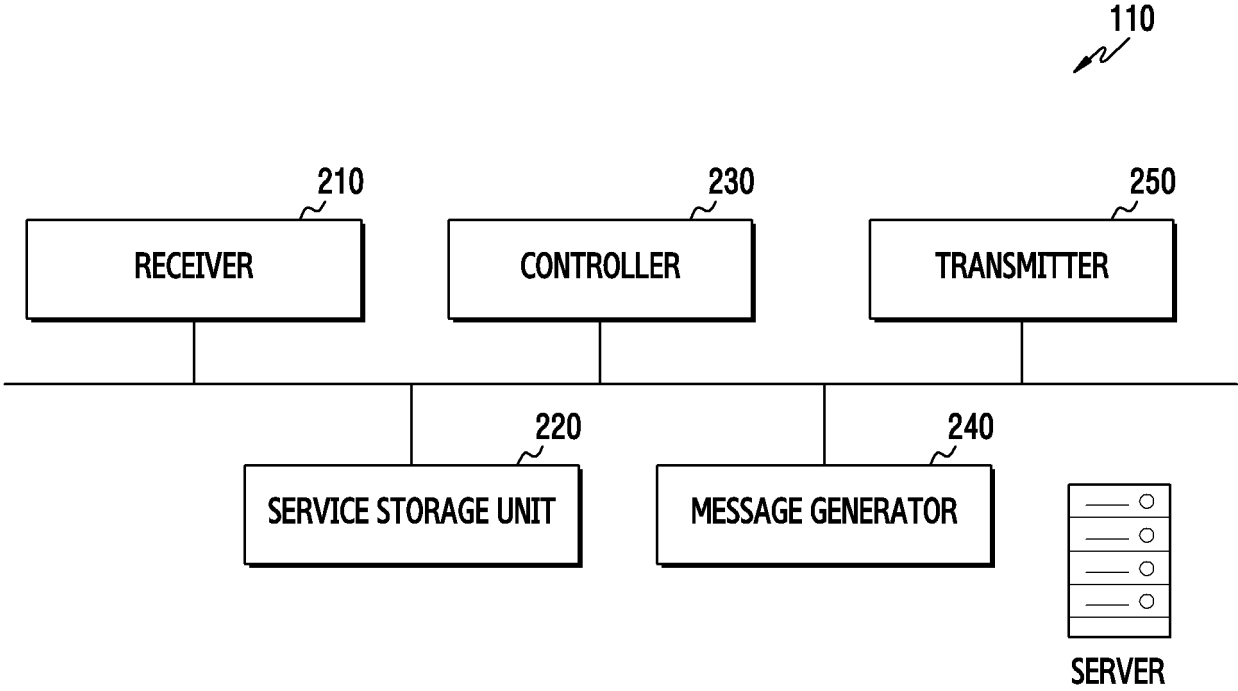 110
210
230
250
RECEIVER
CONTROLLER
TRANSMITTER
220
240
SERVICE STORAGE UNIT
MESSAGE GENERATOR
SERVER